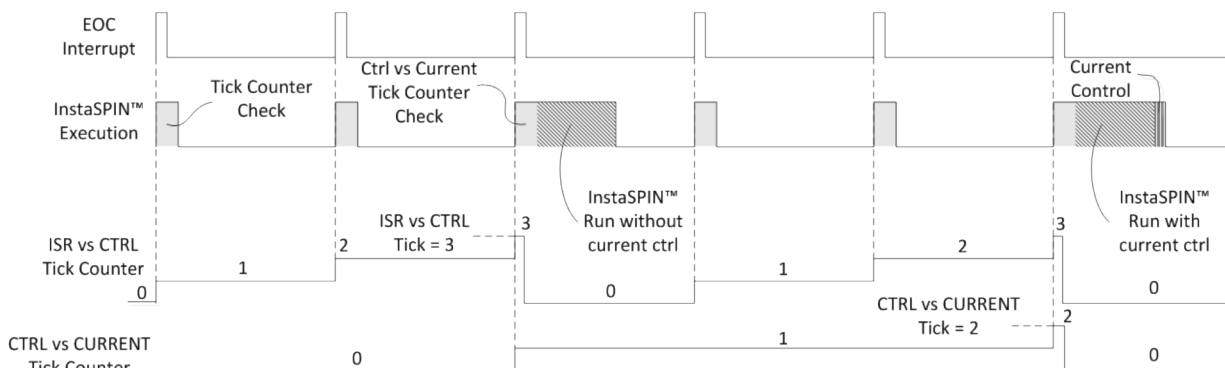 EOC
Interrupt
InstaSPIN™
Execution
Tick Counter
Check
Ctrl vs Current
Tick Counter
Check
Current
Control
InstaSPIN™
Run without
current ctrl
InstaSPIN™
Run with
current ctrl
ISR vs CTRL
Tick Counter
0
1
2
ISR vs CTRL
Tick = 3
3
0
1
2
3
0
CTRL vs CURRENT
Tick = 2
2
CTRL vs CURRENT
Tick Counter
0
1
0